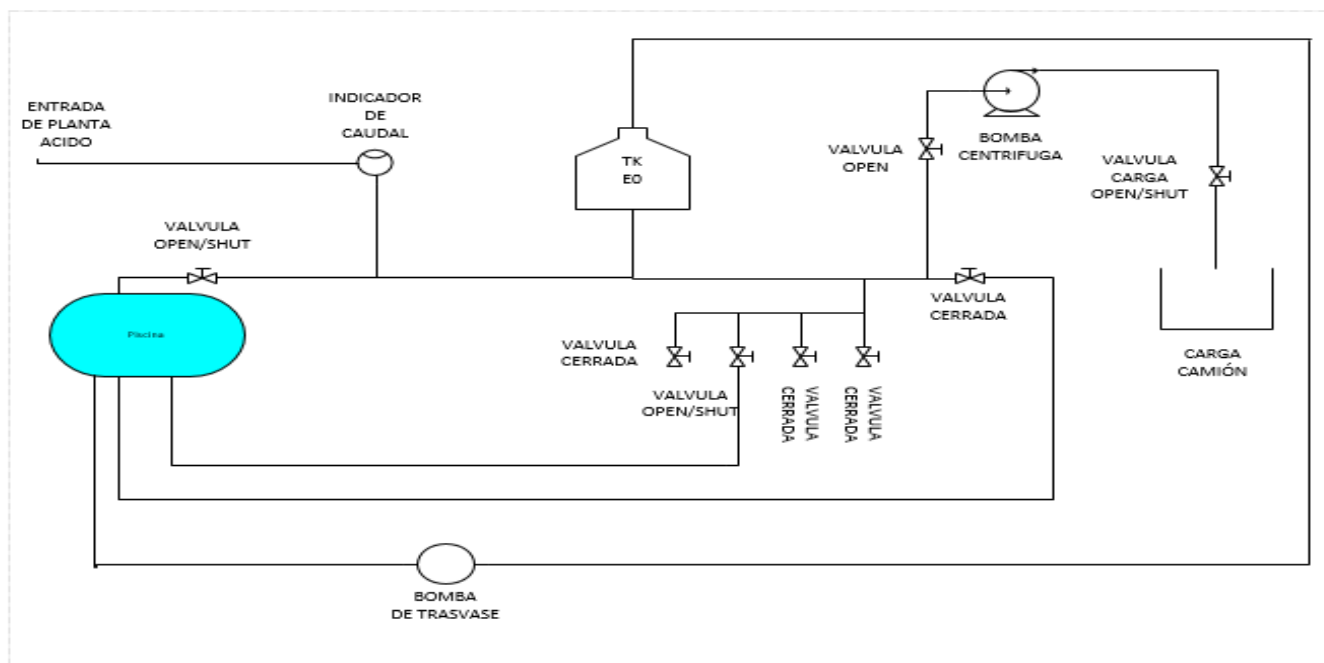 ENTRADA
DE PLANTA
ACIDO
INDICADOR
DE
CAUDAL
TK
E0
VALVULA
OPEN
BOMBA
CENTRIFUGA
VALVULA
CARGA
OPEN/SHUT
VALVULA
OPEN/SHUT
Piscina
VALVULA
CERRADA
VALVULA
OPEN/SHUT
VALVULA
CERRADA
VALVULA
CERRADA
VALVULA
CERRADA
CARGA
CAMIÓN
BOMBA
DE TRASVASE